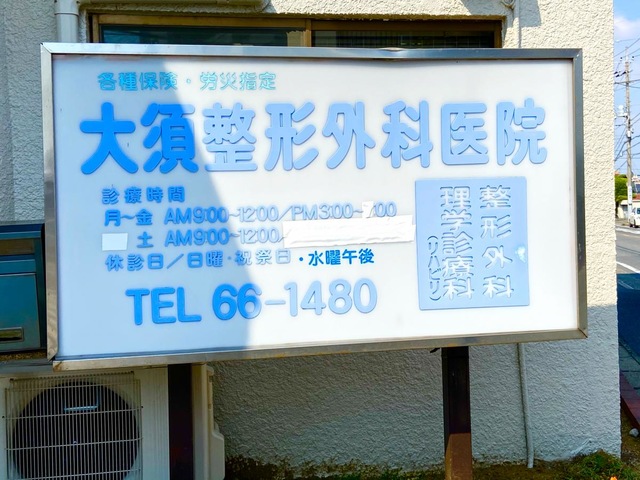 各種保険・労災指定
大須整形外科医院
診療時間
月〜金 AM9:00〜12:00/PM3:00〜7:00
土 AM9:00〜12:00/
休診日/日曜・祝祭日・水曜午後
TEL 66-1480
整形外科
理学診療科
(リハビリ)